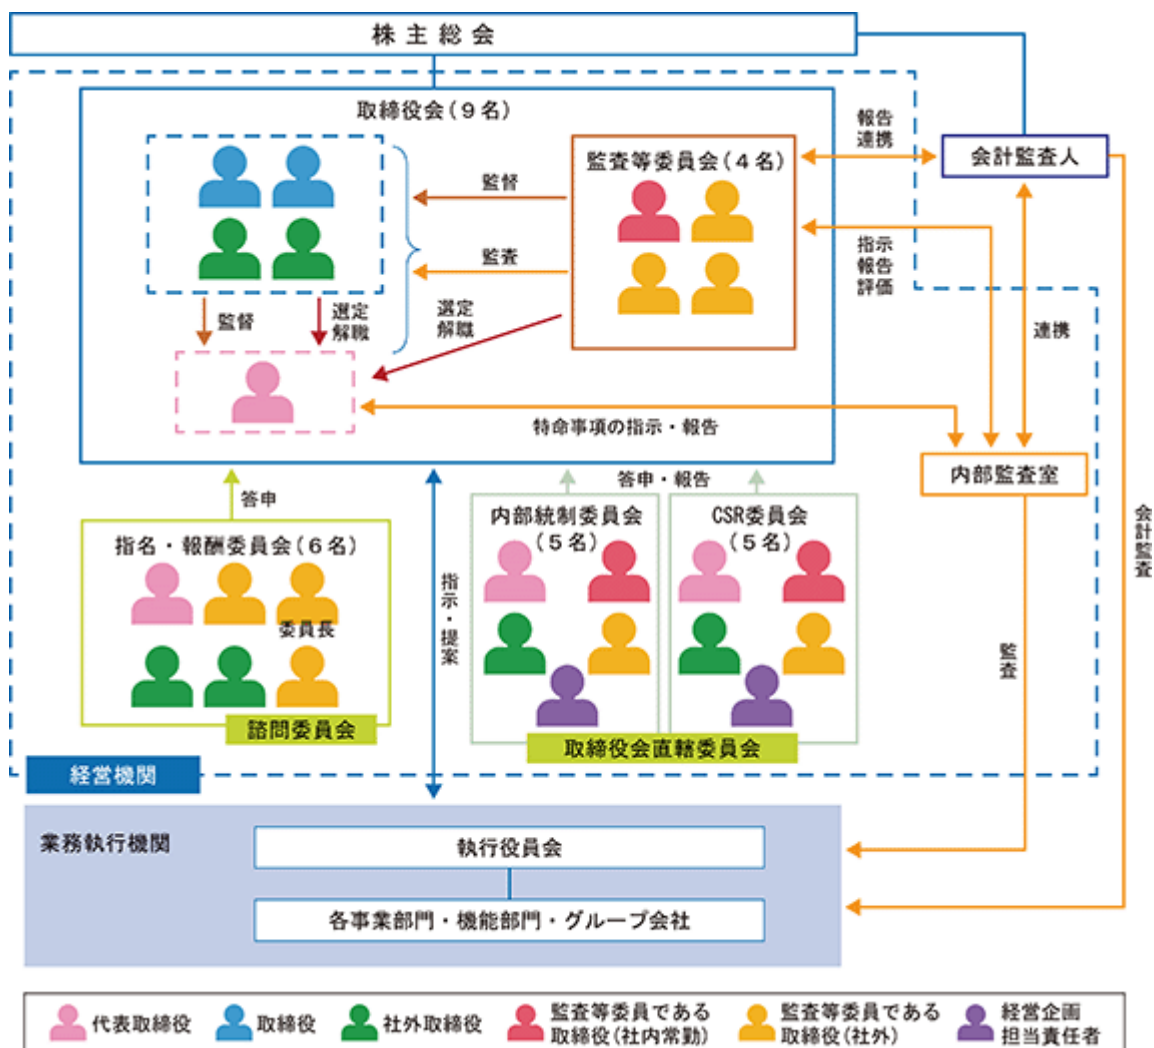 株主総会
取締役会(9名)
監査等委員会(4名)
報告
連携
会計監査人
監督
監査
指示
報告
評価
監督
選定
解職
選定
解職
連携
特命事項の指示・報告
内部監査室
答申
答申・報告
指名・報酬委員会(6名)
委員長
諮問委員会
指示・提案
内部統制委員会
(5名)
CSR委員会
(5名)
取締役会直轄委員会
会計監査
監査
経営機関
業務執行機関
執行役員会
各事業部門・機能部門・グループ会社
代表取締役
取締役
社外取締役
監査等委員である
取締役(社内常勤)
監査等委員である
取締役(社外)
経営企画
担当責任者